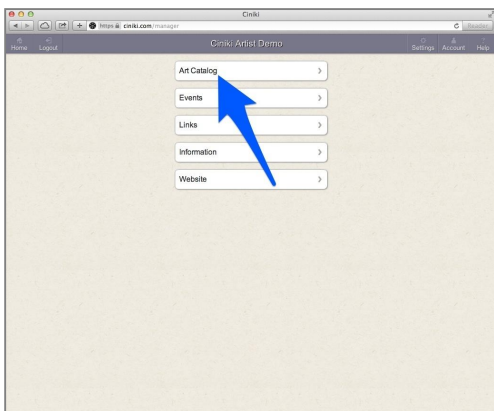 Ciniki
https ciniki.com/manager
Reader
Home Logout
Ciniki Artist Demo
Settings Account Help
Art Catalog
Events
Links
Information
Website